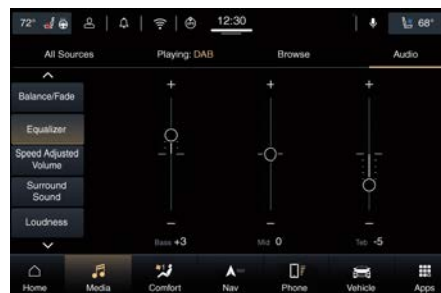 72°
12:30
68°
All Sources
Playing: DAB
Browse
Audio
Balance/Fade
Equalizer
Speed Adjusted
Volume
Surround
Sound
Loudness
+
+
+
−
−
−
Bass +3
Mid 0
Treb -5
Home
Media
Comfort
Nav
Phone
Vehicle
Apps